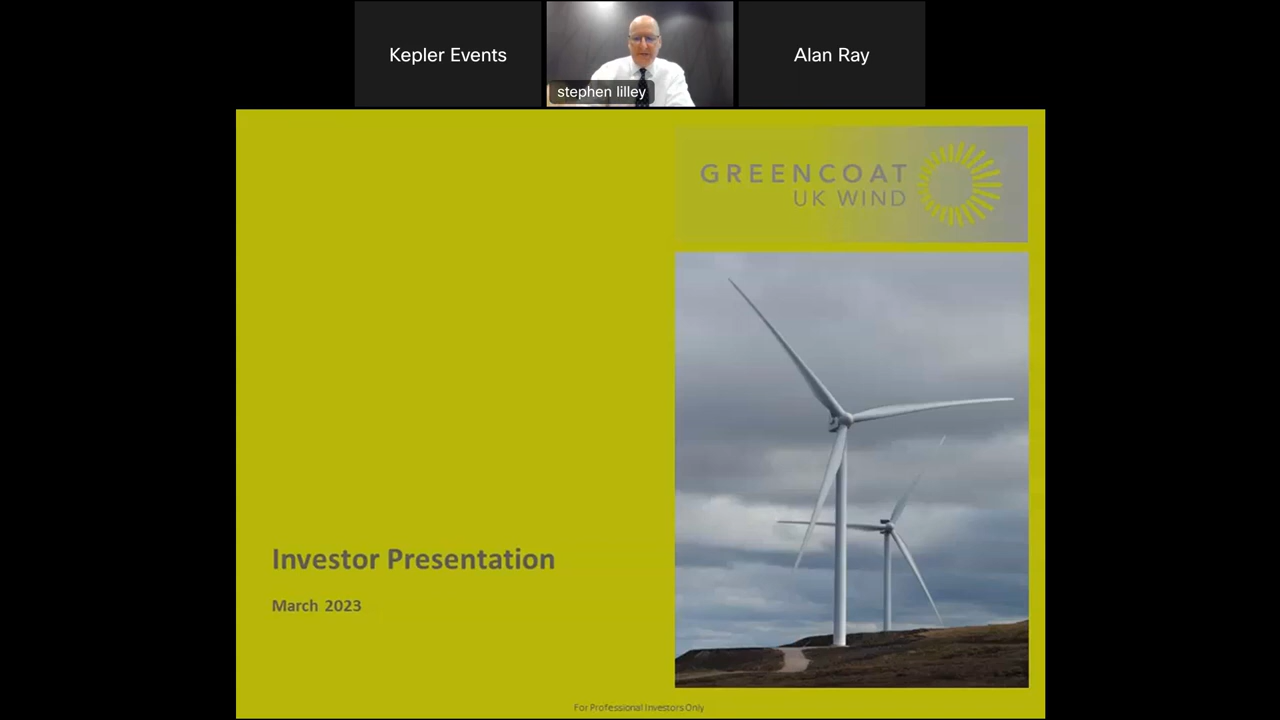 Kepler Events
stephen lilley
Alan Ray
GREENCOAT
UK WIND
Investor Presentation
March 2023
For Professional Investors Only